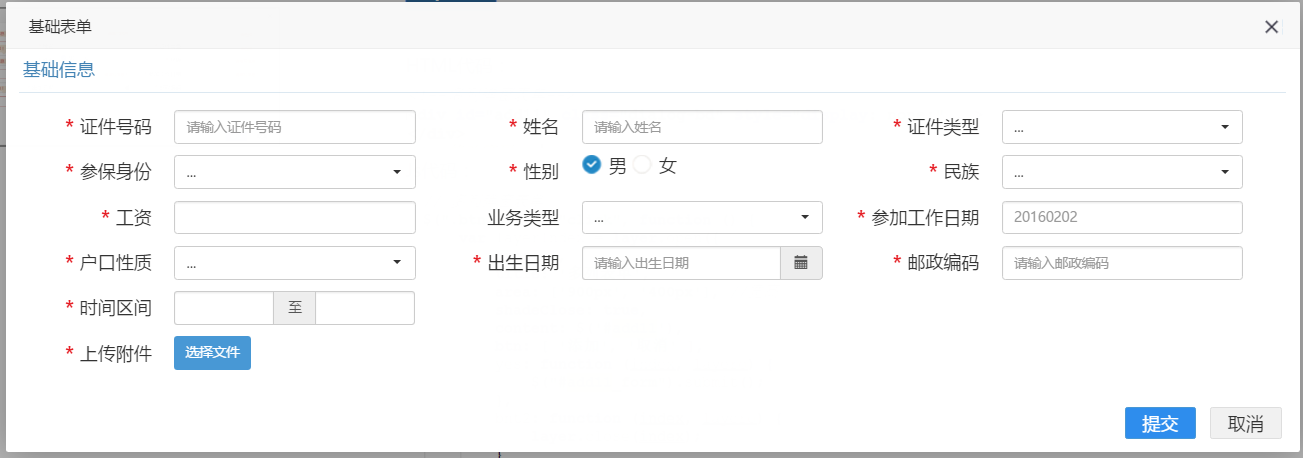 基础表单
基础信息
* 证件号码 请输入证件号码 * 姓名 请输入姓名 * 证件类型 ...
* 参保身份 ... * 性别 男 女 * 民族 ...
* 工资 业务类型 ... * 参加工作日期 20160202
* 户口性质 ... * 出生日期 请输入出生日期 * 邮政编码 请输入邮政编码
* 时间区间 至
* 上传附件 选择文件
提交 取消